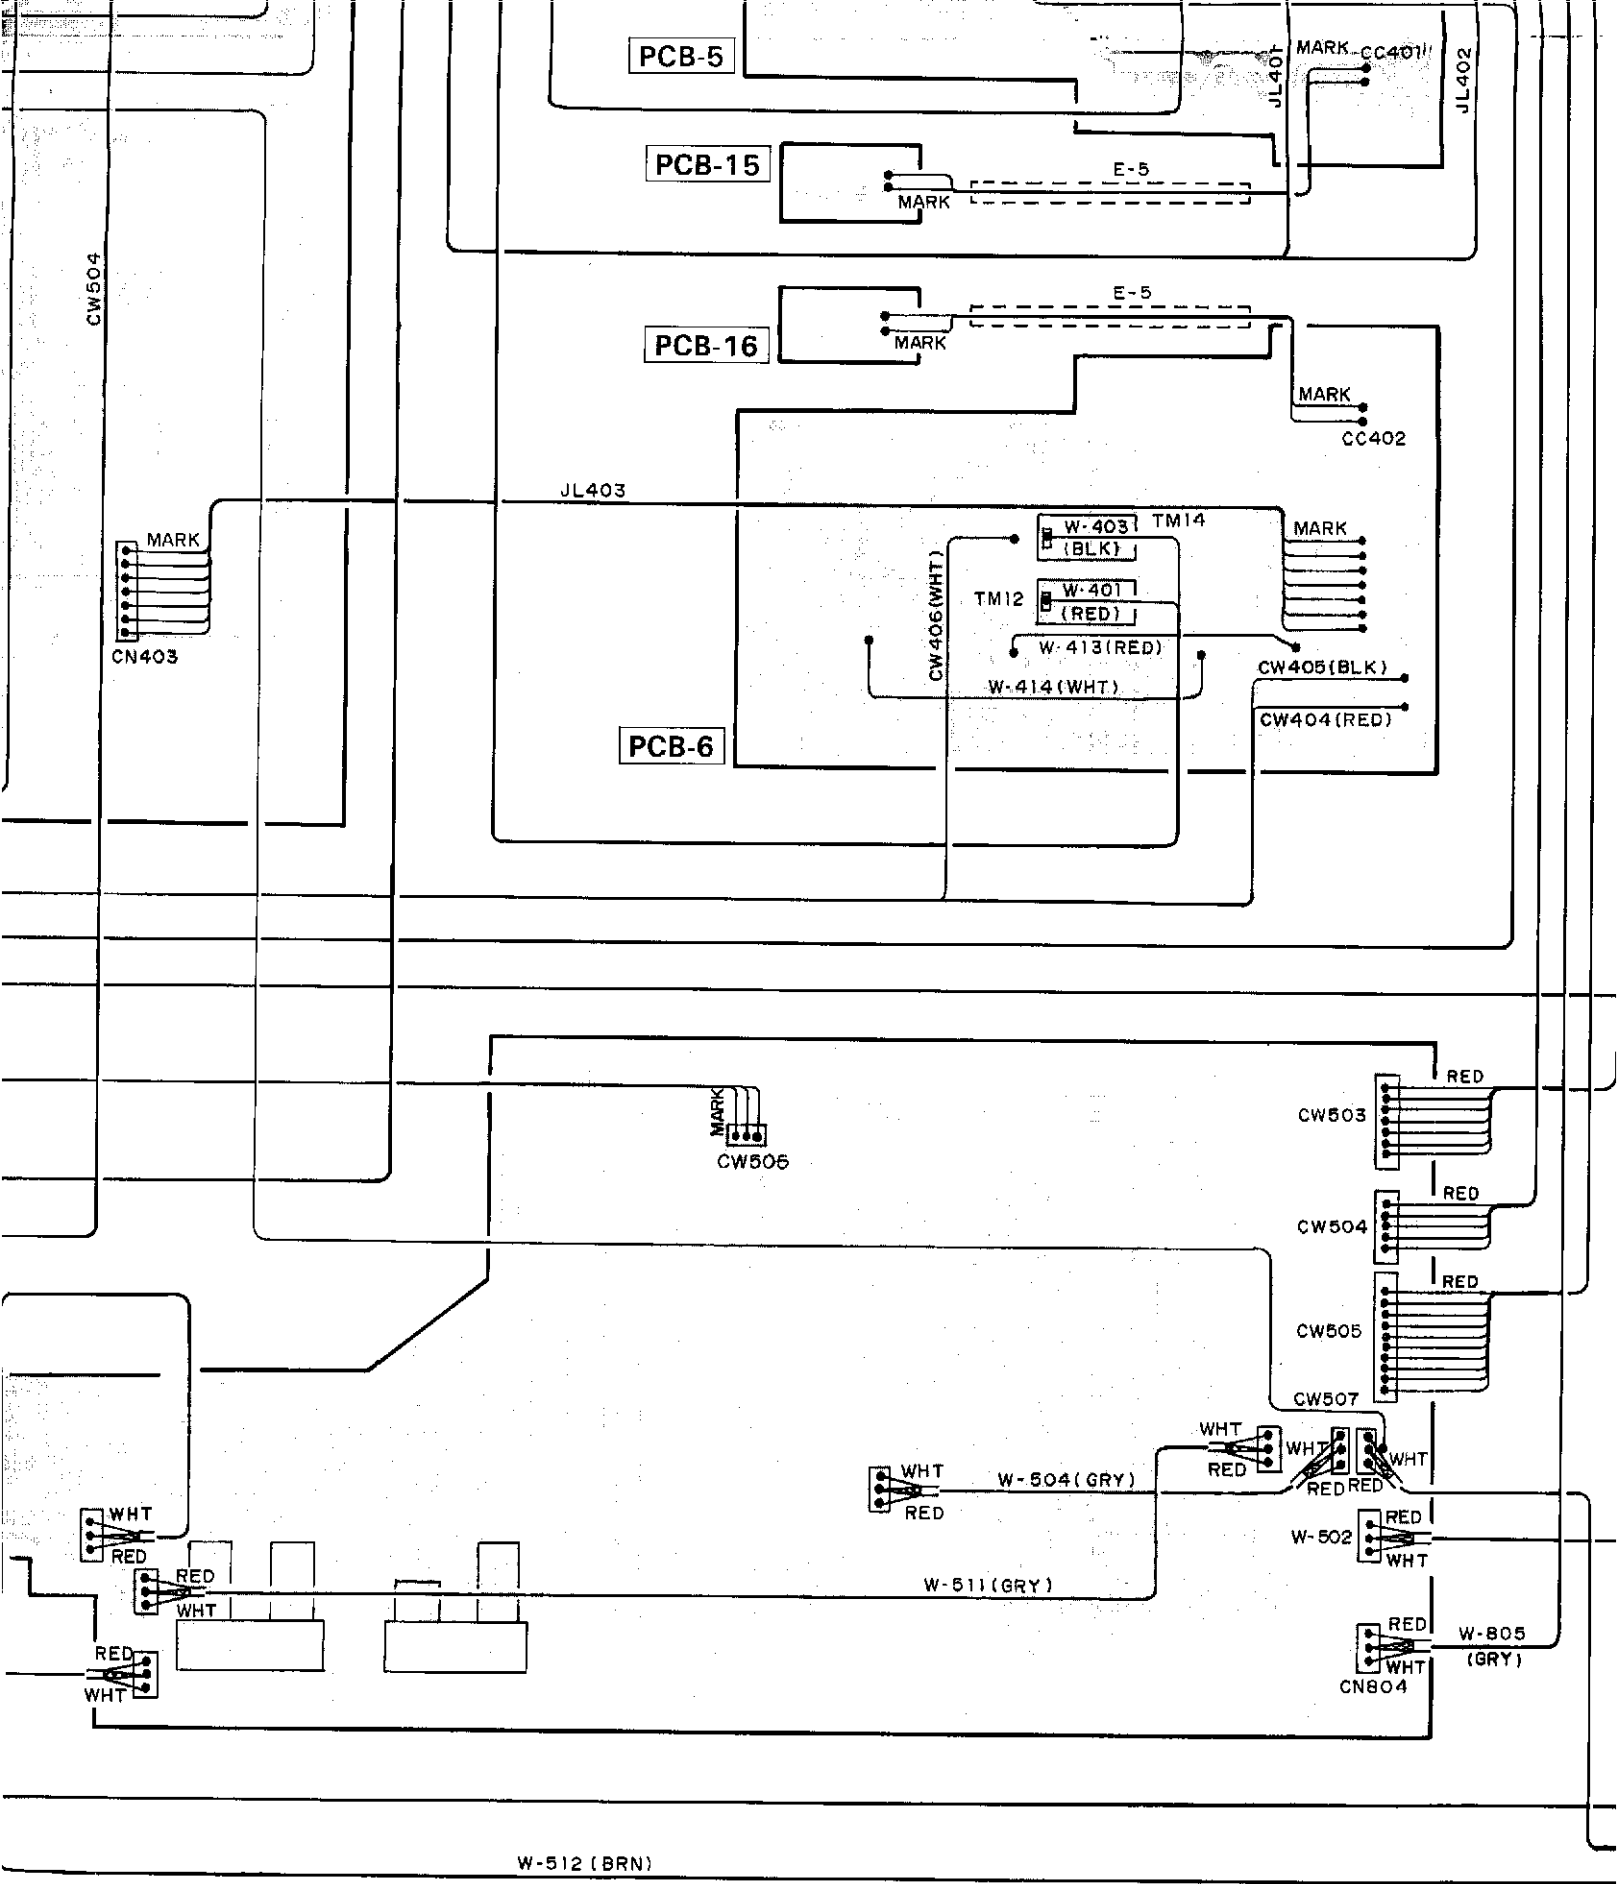 PCB-5
JL401
MARK
CC401
JL402
PCB-15
E-5
MARK
CW504
E-5
PCB-16
MARK
MARK
CC402
JL403
MARK
CN403
W-403
(BLK)
TM14
MARK
CW406(WHT)
TM12
W-401
(RED)
W-413(RED)
W-414(WHT)
CW405(BLK)
CW404(RED)
PCB-6
MARK
CW506
RED
CW503
RED
CW504
RED
CW505
CW507
WHT
RED
WHT
RED
RED
WHT
WHT
RED
W-504(GRY)
W-502
RED
WHT
WHT
RED
RED
WHT
W-511(GRY)
RED
WHT
RED
WHT
CN804
W-805
(GRY)
W-512(BRN)